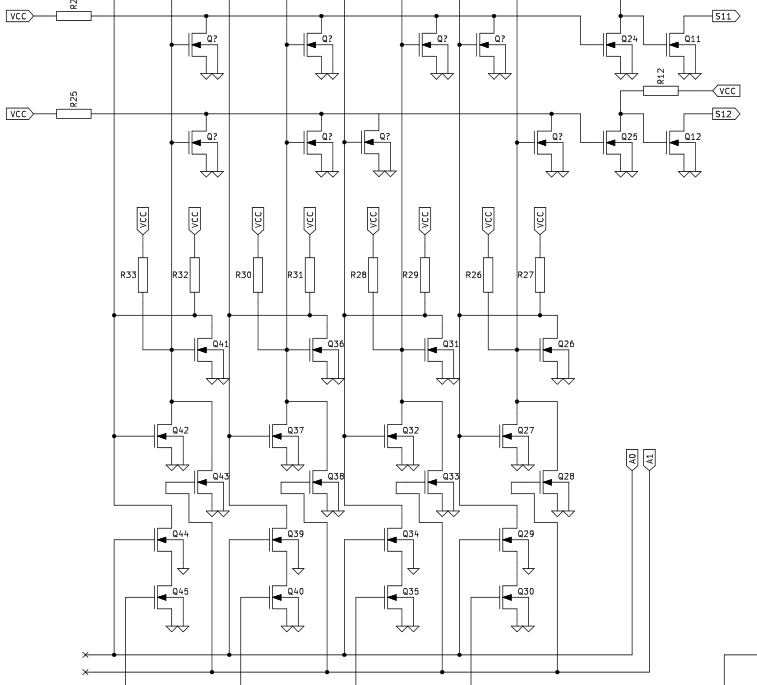 R2
VCC
S11
Q?
Q?
Q?
Q?
Q24
Q11
R12
VCC
R25
VCC
S12
Q?
Q?
Q?
Q?
Q25
Q12
VCC
VCC
VCC
VCC
VCC
VCC
VCC
VCC
R33
R32
R30
R31
R28
R29
R26
R27
Q41
Q36
Q31
Q26
Q42
Q37
Q32
Q27
A0
A1
Q43
Q38
Q33
Q28
Q44
Q39
Q34
Q29
Q45
Q40
Q35
Q30